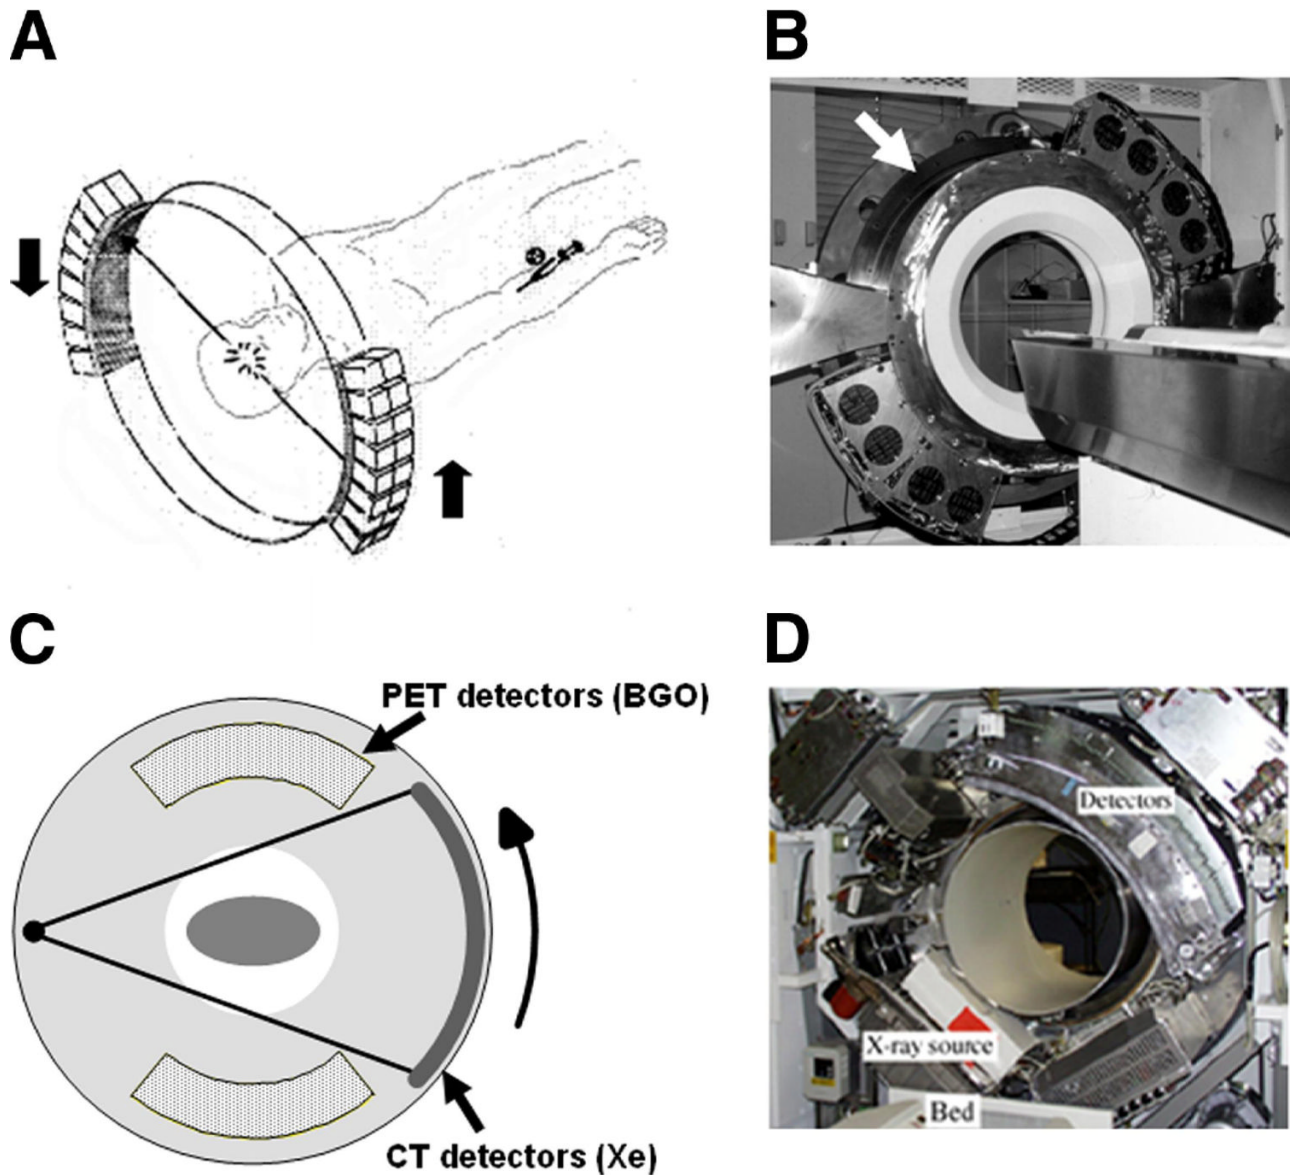 A
B
C
PET detectors (BGO)
CT detectors (Xe)
D
Detectors
X-ray source
Bed